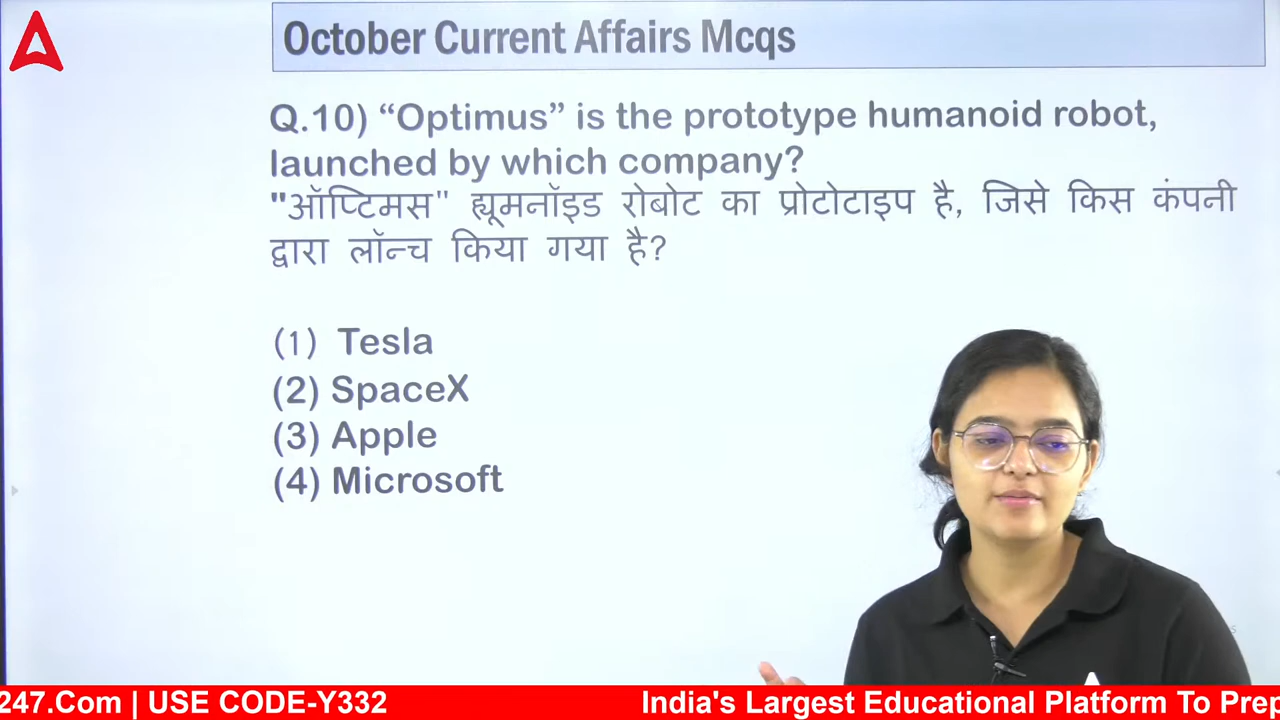 October Current Affairs Mcqs
Q.10) “Optimus” is the prototype humanoid robot,
launched by which company?
"ऑप्टिमस" ह्यूमनॉइड रोबोट का प्रोटोटाइप है, जिसे किस कंपनी
द्वारा लॉन्च किया गया है?
(1) Tesla
(2) SpaceX
(3) Apple
(4) Microsoft
247.Com | USE CODE-Y332
India's Largest Educational Platform To Prep